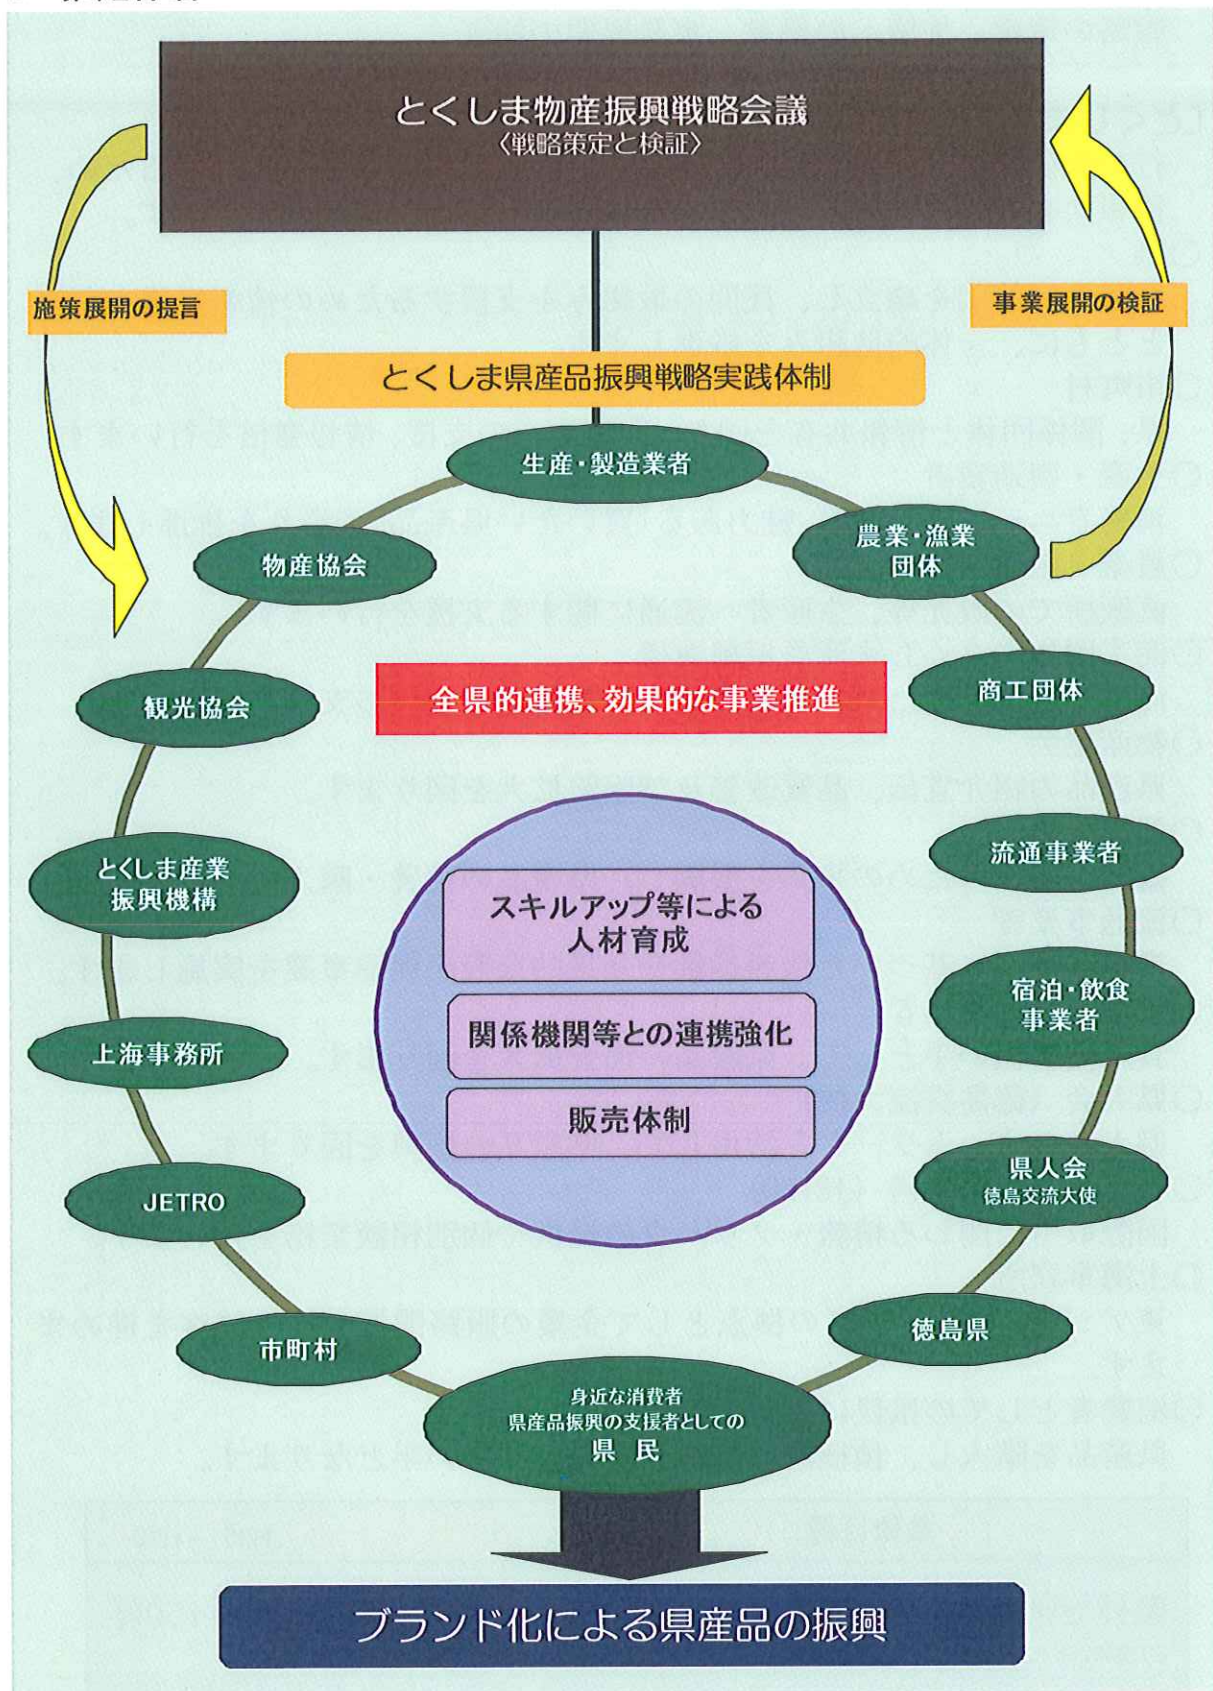 とくしま物産振興戦略会議
〈戦略策定と検証〉
施策展開の提言
事業展開の検証
とくしま県産品振興戦略実践体制
生産・製造業者
物産協会
農業・漁業
団体
観光協会
全県的連携、効果的な事業推進
商工団体
とくしま産業
振興機構
流通事業者
スキルアップ等による
人材育成
関係機関等との連携強化
販売体制
宿泊・飲食
事業者
上海事務所
JETRO
県人会
徳島交流大使
市町村
徳島県
身近な消費者
県産品振興の支援者としての
県 民
ブランド化による県産品の振興